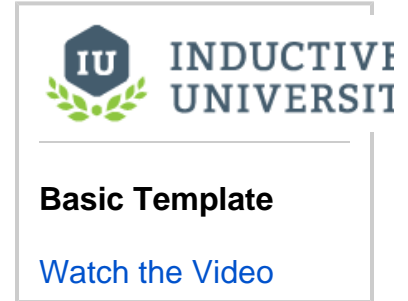 IU
INDUCTIVE
UNIVERSIT
Basic Template
Watch the Video